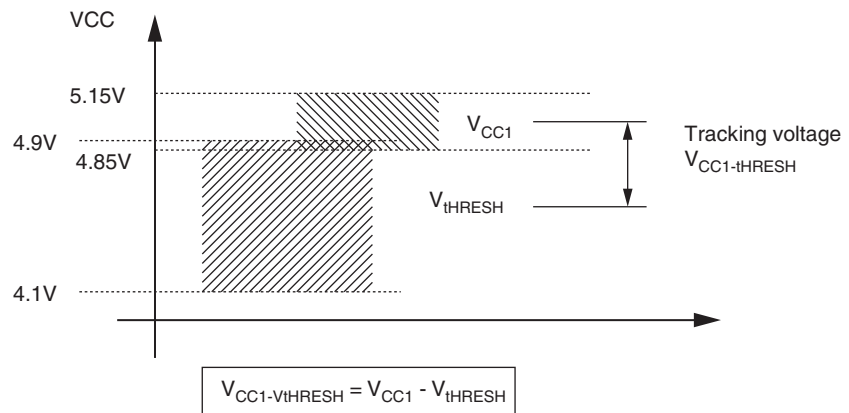 VCC
5.15V
4.9V
4.85V
4.1V
VCC1
VtHRESH
Tracking voltage
VCC1-tHRESH
VCC1-VtHRESH = VCC1 - VtHRESH